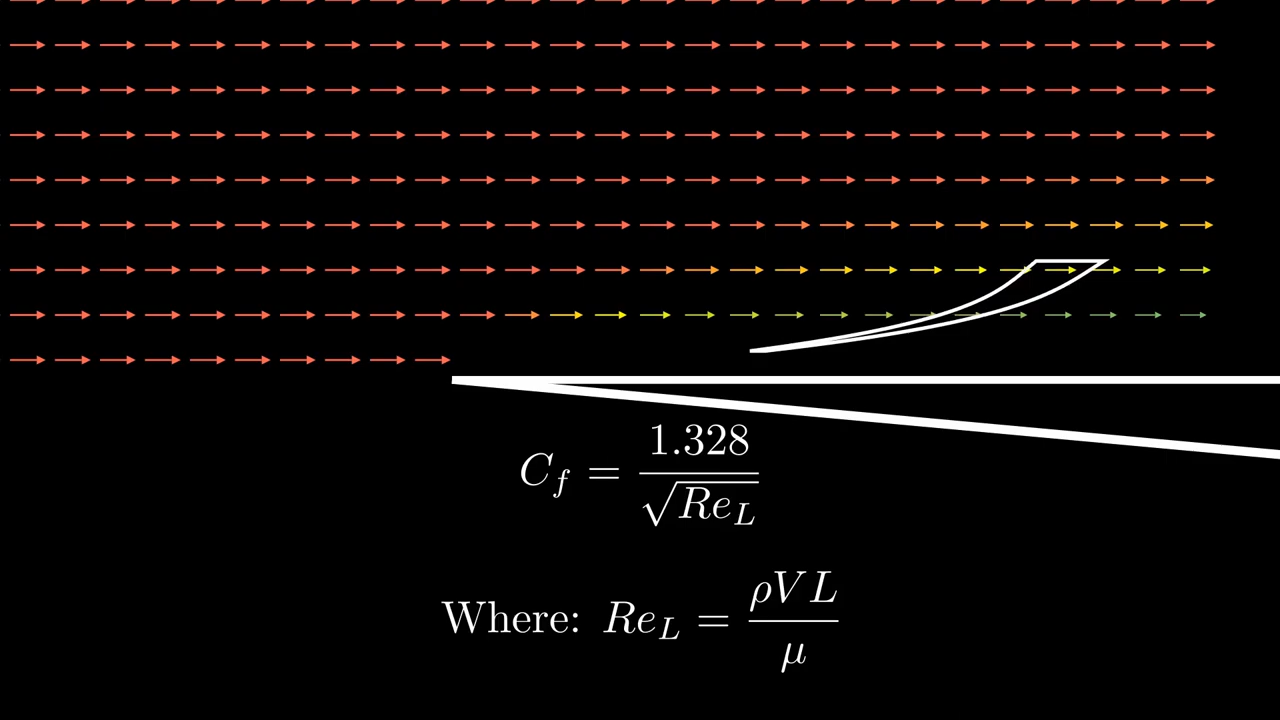 C_f = 1.328 / √Re_L
Where: Re_L = ρVL / μ